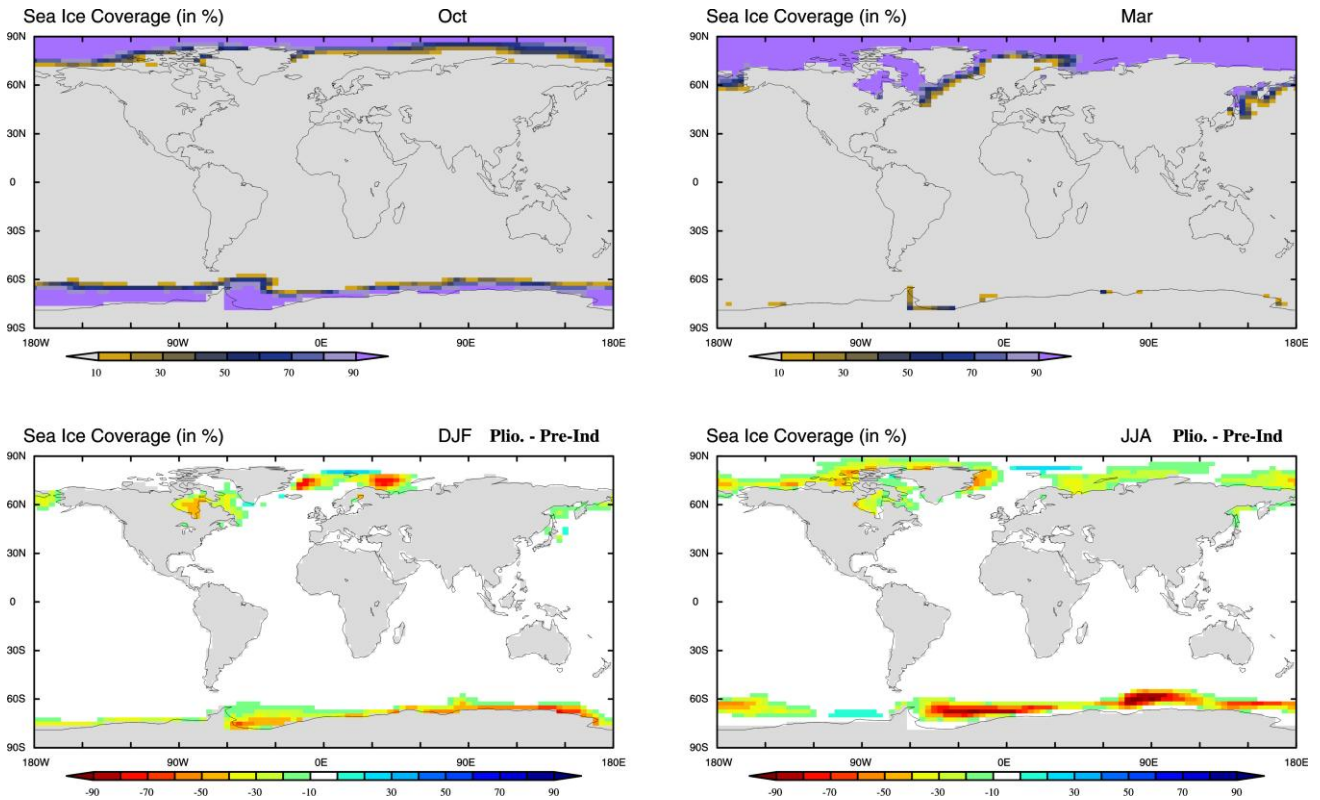 Sea Ice Coverage (in %) Oct
90N
60N
30N
0
30S
60S
90S
180W 90W 0E 90E 180E
10 30 50 70 90
Sea Ice Coverage (in %) Mar
90N
60N
30N
0
30S
60S
90S
180W 90W 0E 90E 180E
10 30 50 70 90
Sea Ice Coverage (in %) DJF Plio. - Pre-Ind
90N
60N
30N
0
30S
60S
90S
180W 90W 0E 90E 180E
-90 -70 -50 -30 -10 10 30 50 70 90
Sea Ice Coverage (in %) JJA Plio. - Pre-Ind
90N
60N
30N
0
30S
60S
90S
180W 90W 0E 90E 180E
-90 -70 -50 -30 -10 10 30 50 70 90